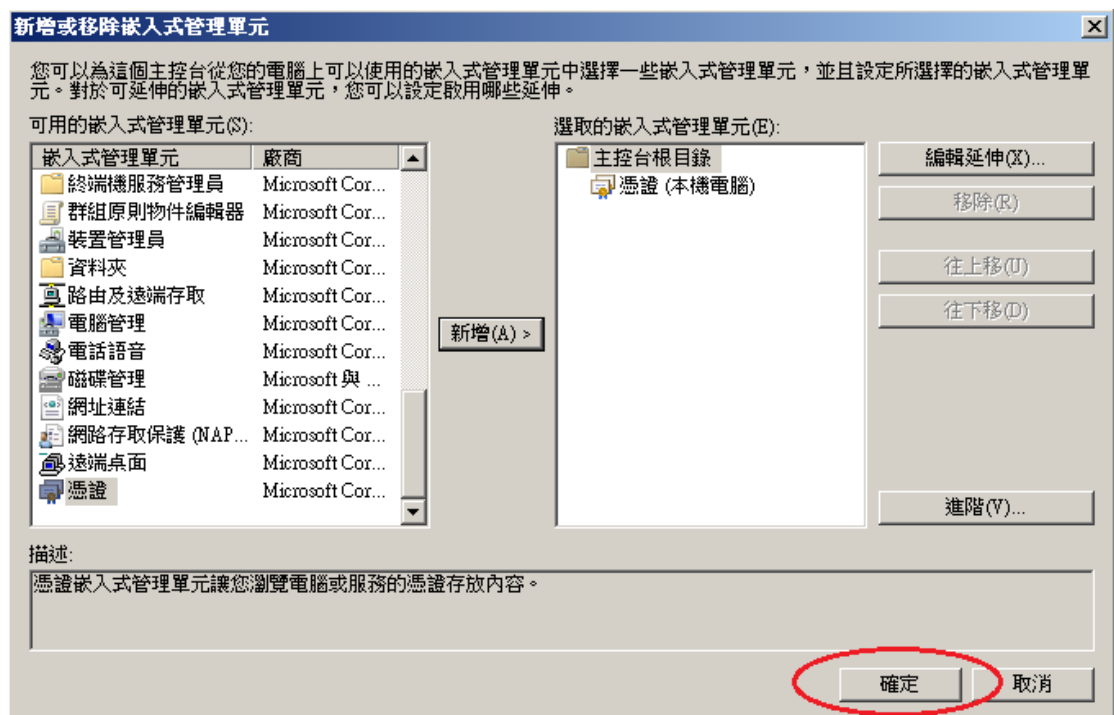 新增或移除嵌入式管理單元
您可以為這個主控台從您的電腦上可以使用的嵌入式管理單元中選擇一些嵌入式管理單元，並且設定所選擇的嵌入式管理單
元。對於可延伸的嵌入式管理單元，您可以設定啟用哪些延伸。
可用的嵌入式管理單元(S):
嵌入式管理單元 廠商
終端機服務管理員 Microsoft Cor...
群組原則物件編輯器 Microsoft Cor...
裝置管理員 Microsoft Cor...
資料夾 Microsoft Cor...
路由及遠端存取 Microsoft Cor...
電腦管理 Microsoft Cor...
電話語音 Microsoft Cor...
磁碟管理 Microsoft 與 ...
網址連結 Microsoft Cor...
網路存取保護 (NAP... Microsoft Cor...
遠端桌面 Microsoft Cor...
憑證 Microsoft Cor...
新增(A) >
選取的嵌入式管理單元(E):
主控台根目錄
憑證 (本機電腦)
編輯延伸(X)...
移除(R)
往上移(U)
往下移(D)
進階(V)...
描述:
憑證嵌入式管理單元讓您瀏覽電腦或服務的憑證存放內容。
確定
取消